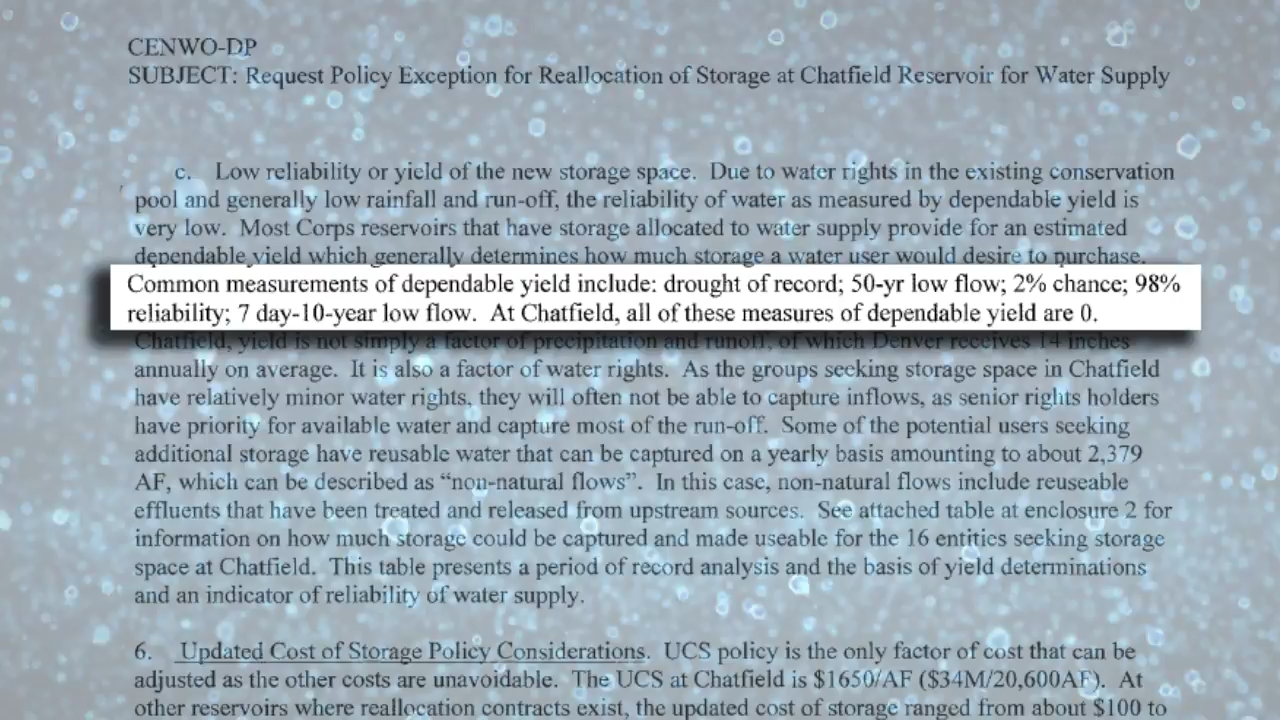 CENWO-DP
SUBJECT: Request Policy Exception for Reallocation of Storage at Chatfield Reservoir for Water Supply
c. Low reliability or yield of the new storage space. Due to water rights in the existing conservation
pool and generally low rainfall and run-off, the reliability of water as measured by dependable yield is
very low. Most Corps reservoirs that have storage allocated to water supply provide for an estimated
dependable yield which generally determines how much storage a water user would desire to purchase.
Common measurements of dependable yield include: drought of record; 50-yr low flow; 2% chance; 98%
reliability; 7 day-10-year low flow. At Chatfield, all of these measures of dependable yield are 0.
Chatfield, yield is not simply a factor of precipitation and runoff, of which Denver receives 14 inches
annually on average. It is also a factor of water rights. As the groups seeking storage space in Chatfield
have relatively minor water rights, they will often not be able to capture inflows, as senior rights holders
have priority for available water and capture most of the run-off. Some of the potential users seeking
additional storage have reusable water that can be captured on a yearly basis amounting to about 2,379
AF, which can be described as “non-natural flows”. In this case, non-natural flows include reuseable
effluents that have been treated and released from upstream sources. See attached table at enclosure 2 for
information on how much storage could be captured and made useable for the 16 entities seeking storage
space at Chatfield. This table presents a period of record analysis and the basis of yield determinations
and an indicator of reliability of water supply.
6. Updated Cost of Storage Policy Considerations. UCS policy is the only factor of cost that can be
adjusted as the other costs are unavoidable. The UCS at Chatfield is $1650/AF ($34M/20,600AF). At
other reservoirs where reallocation contracts exist, the updated cost of storage ranged from about $100 to